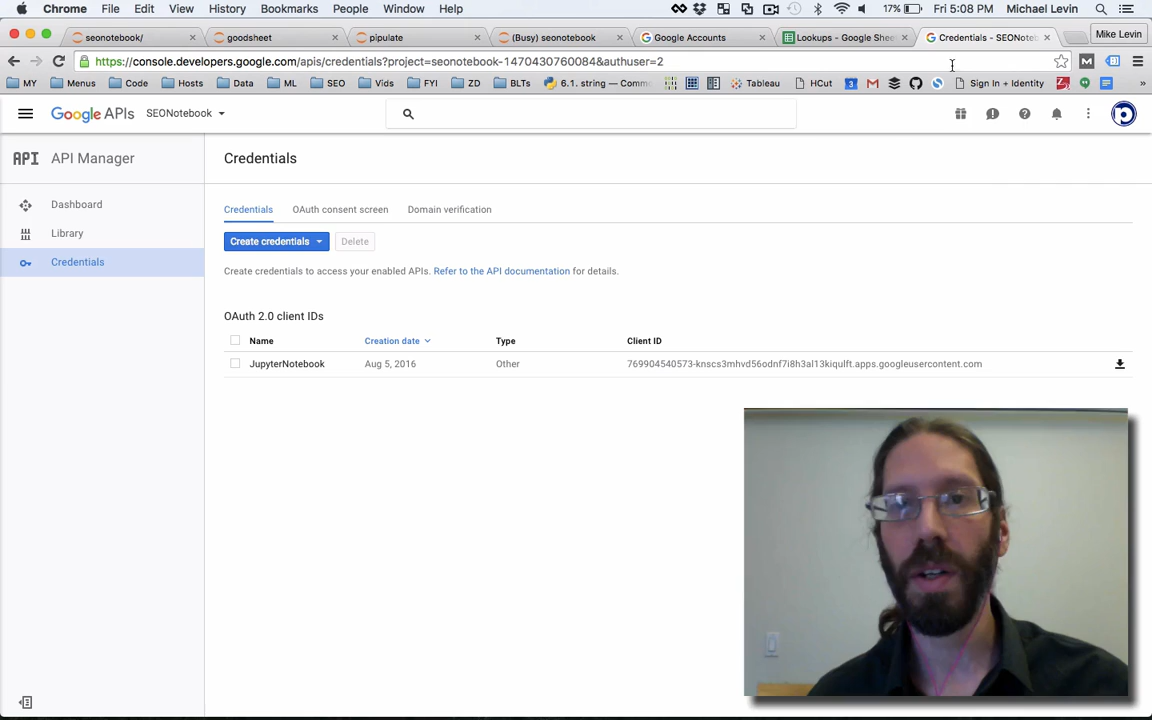 Chrome File Edit View History Bookmarks People Window Help 17% Fri 5:08 PM Michael Levin
seonotebook/ goodsheet pipulate (Busy) seonotebook Google Accounts Lookups - Google Shee Credentials - SEONoteb Mike Levin
https://console.developers.google.com/apis/credentials?project=seonotebook-1470430760084&authuser=2
MY Menus Code Hosts Data ML SEO Vids FYI ZD BLTs 6.1. string — Comm Tableau HCut 3 Sign In + Identity »
Google APIs SEONotebook
API API Manager Credentials
Credentials OAuth consent screen Domain verification
Dashboard
Library
Credentials
Create credentials Delete
Create credentials to access your enabled APIs. Refer to the API documentation for details.
OAuth 2.0 client IDs
Name Creation date Type Client ID
JupyterNotebook Aug 5, 2016 Other 769904540573-knscs3mhvd56odnf7i8h3al13kiqulft.apps.googleusercontent.com